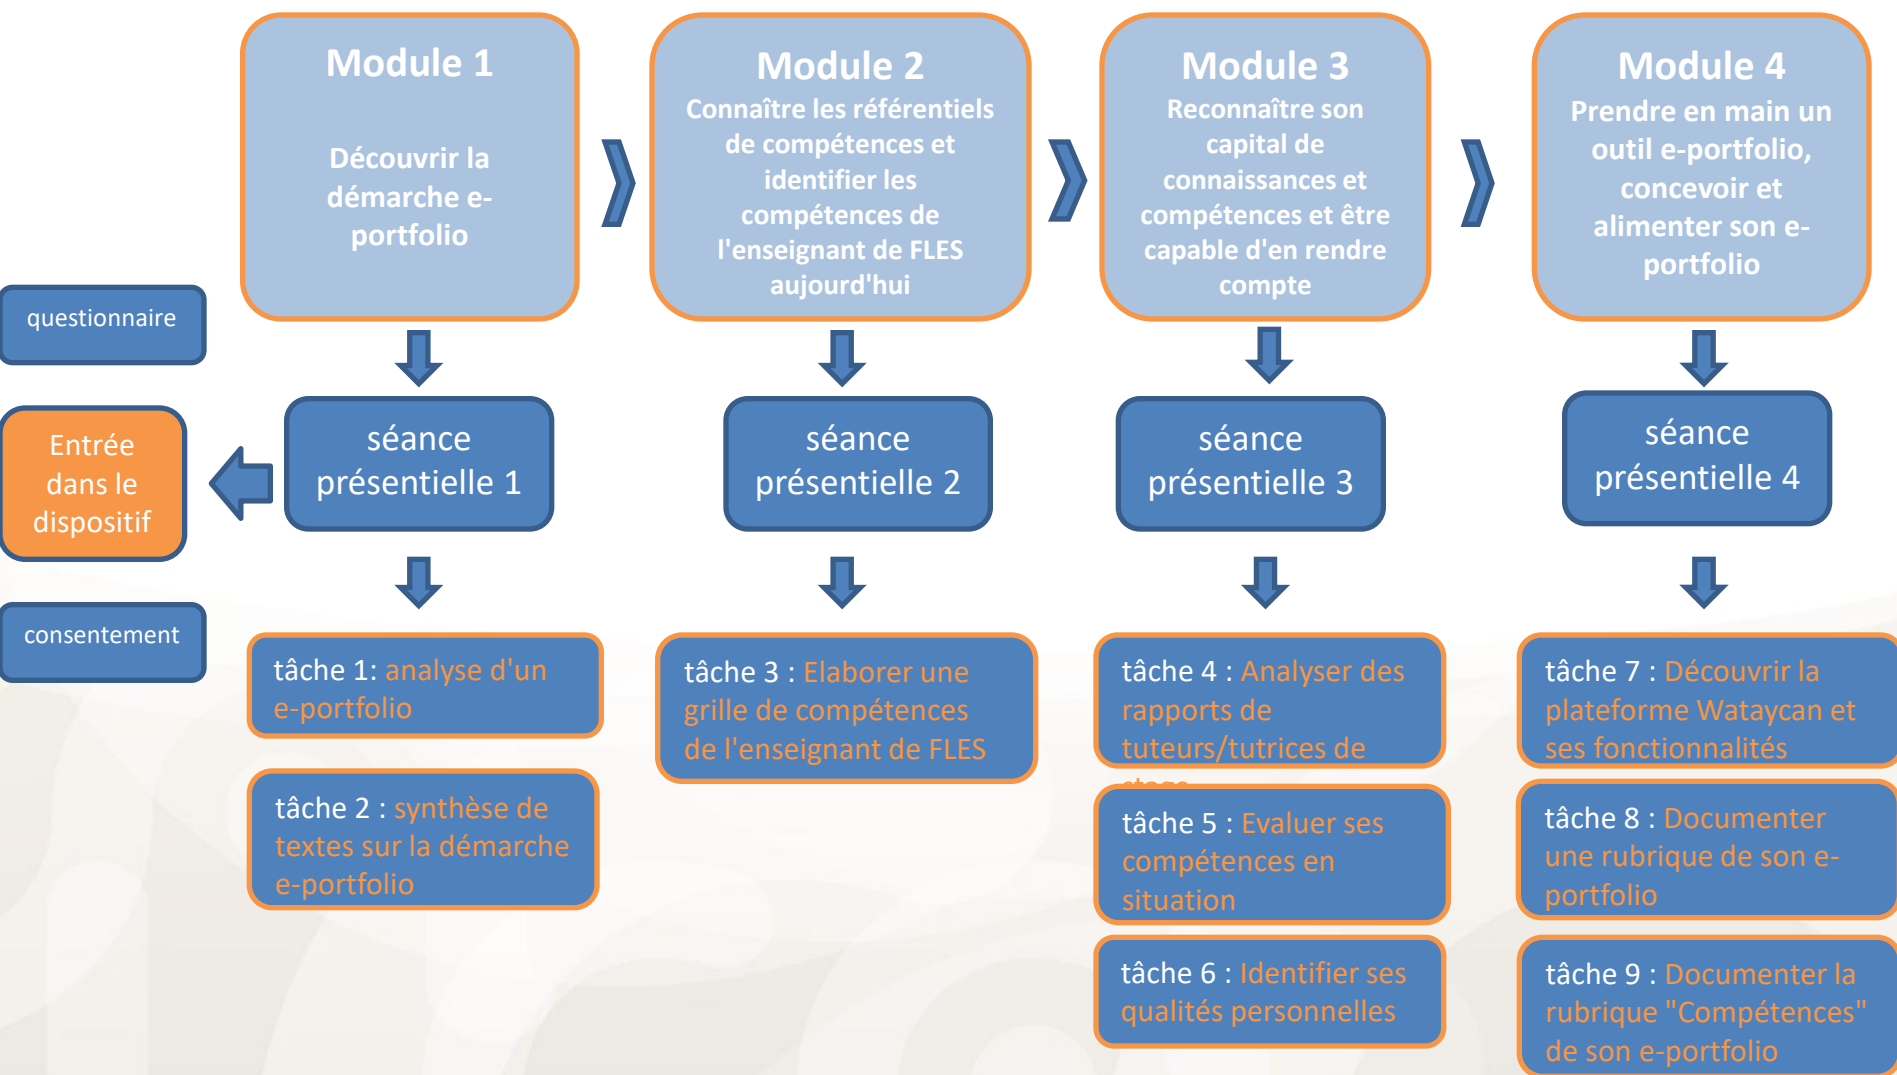 Module 1
Découvrir la
démarche e-
portfolio
Module 2
Connaître les référentiels
de compétences et
identifier les
compétences de
l'enseignant de FLES
aujourd'hui
Module 3
Reconnaître son
capital de
connaissances et
compétences et être
capable d'en rendre
compte
Module 4
Prendre en main un
outil e-portfolio,
concevoir et
alimenter son e-
portfolio
questionnaire
Entrée
dans le
dispositif
consentement
séance
présentielle 1
séance
présentielle 2
séance
présentielle 3
séance
présentielle 4
tâche 1: analyse d'un
e-portfolio
tâche 2 : synthèse de
textes sur la démarche
e-portfolio
tâche 3 : Elaborer une
grille de compétences
de l'enseignant de FLES
tâche 4 : Analyser des
rapports de
tuteurs/tutrices de
stage
tâche 5 : Evaluer ses
compétences en
situation
tâche 6 : Identifier ses
qualités personnelles
tâche 7 : Découvrir la
plateforme Wataycan et
ses fonctionnalités
tâche 8 : Documenter
une rubrique de son e-
portfolio
tâche 9 : Documenter la
rubrique "Compétences"
de son e-portfolio